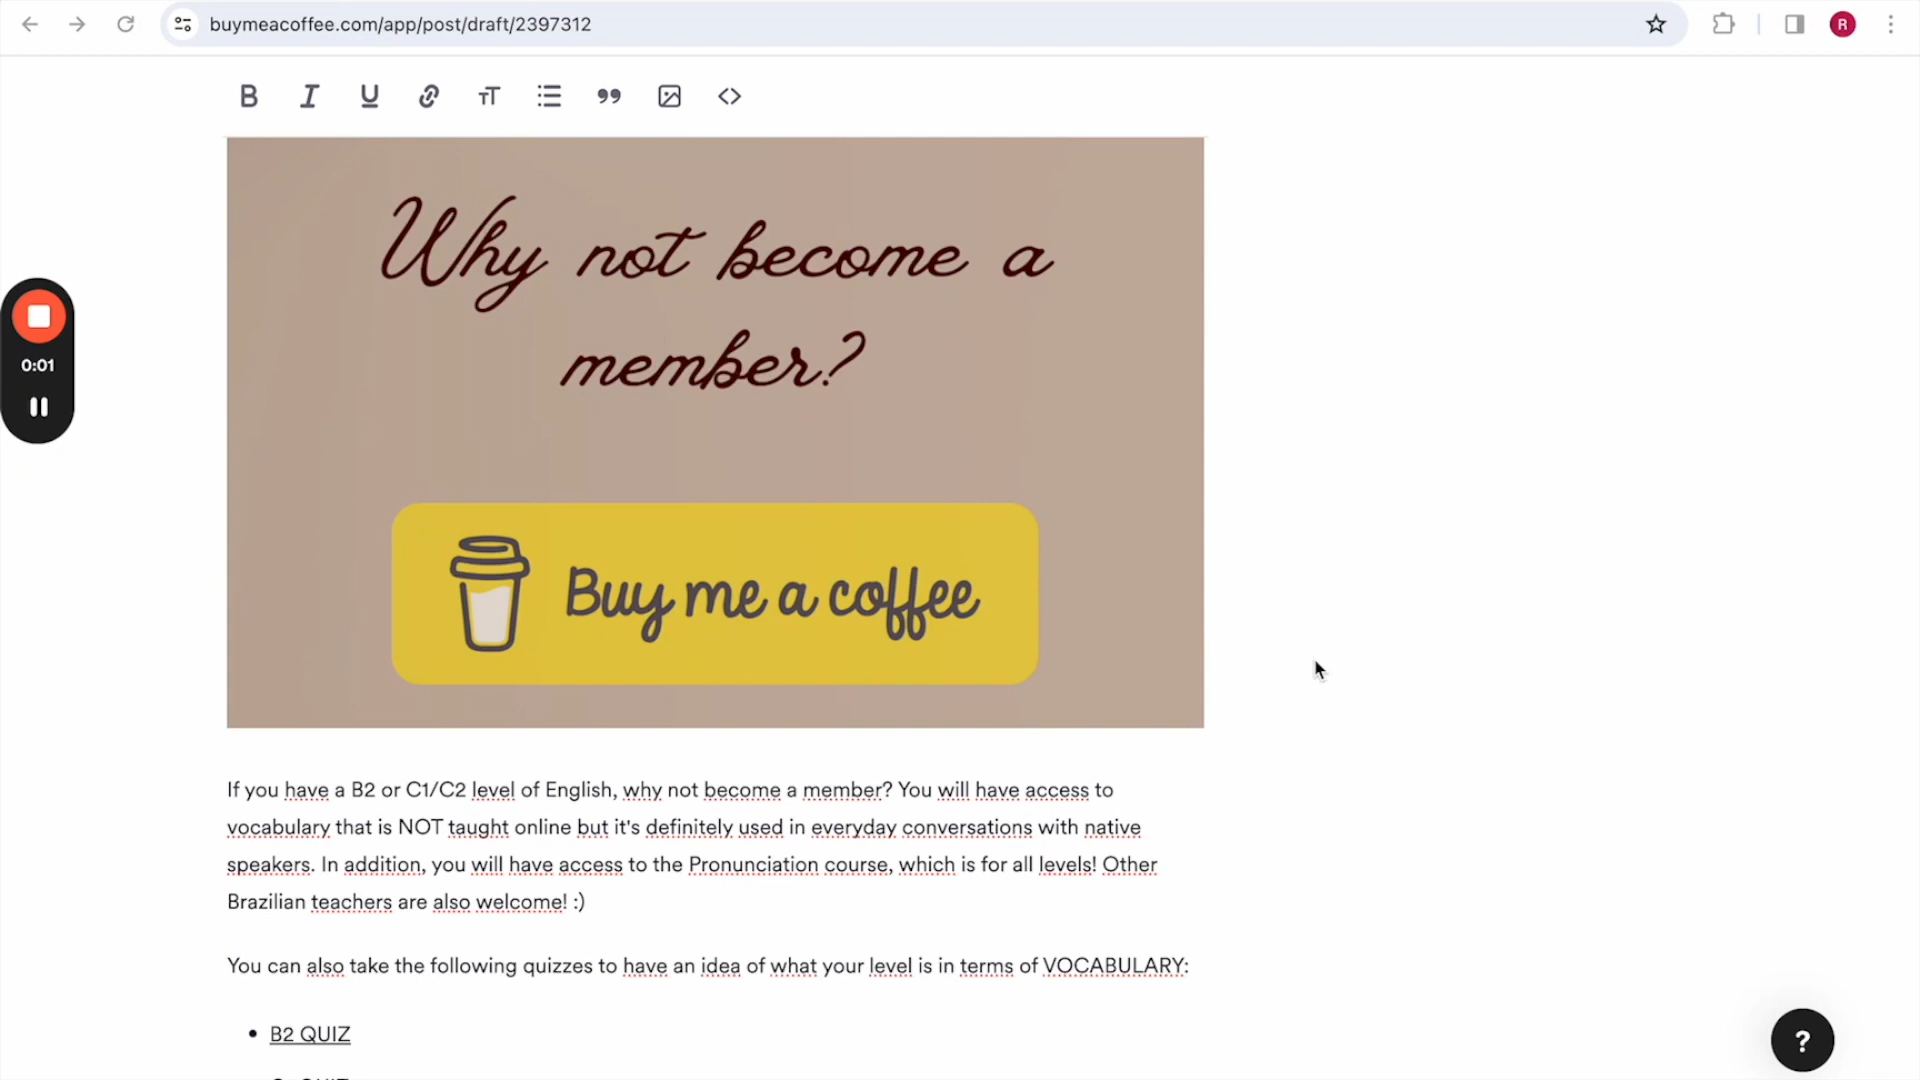 buymeacoffee.com/app/post/draft/2397312
R
B I U TT
Why not become a
member?
0:01
Buy me a coffee
If you have a B2 or C1/C2 level of English, why not become a member? You will have access to
vocabulary that is NOT taught online but it's definitely used in everyday conversations with native
speakers. In addition, you will have access to the Pronunciation course, which is for all levels! Other
Brazilian teachers are also welcome! :)
You can also take the following quizzes to have an idea of what your level is in terms of VOCABULARY:
• B2 QUIZ
?